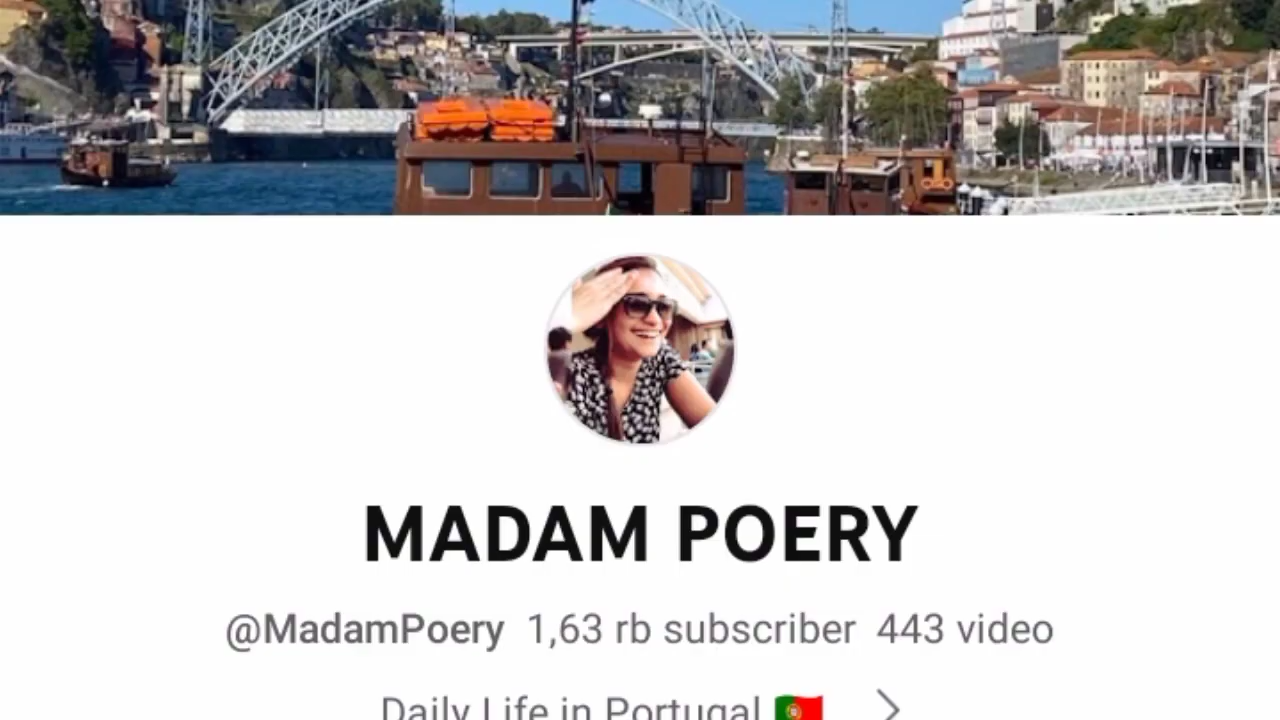 MADAM POERY
@MadamPoery 1,63 rb subscriber 443 video
Daily Life in Portugal 🇵🇹